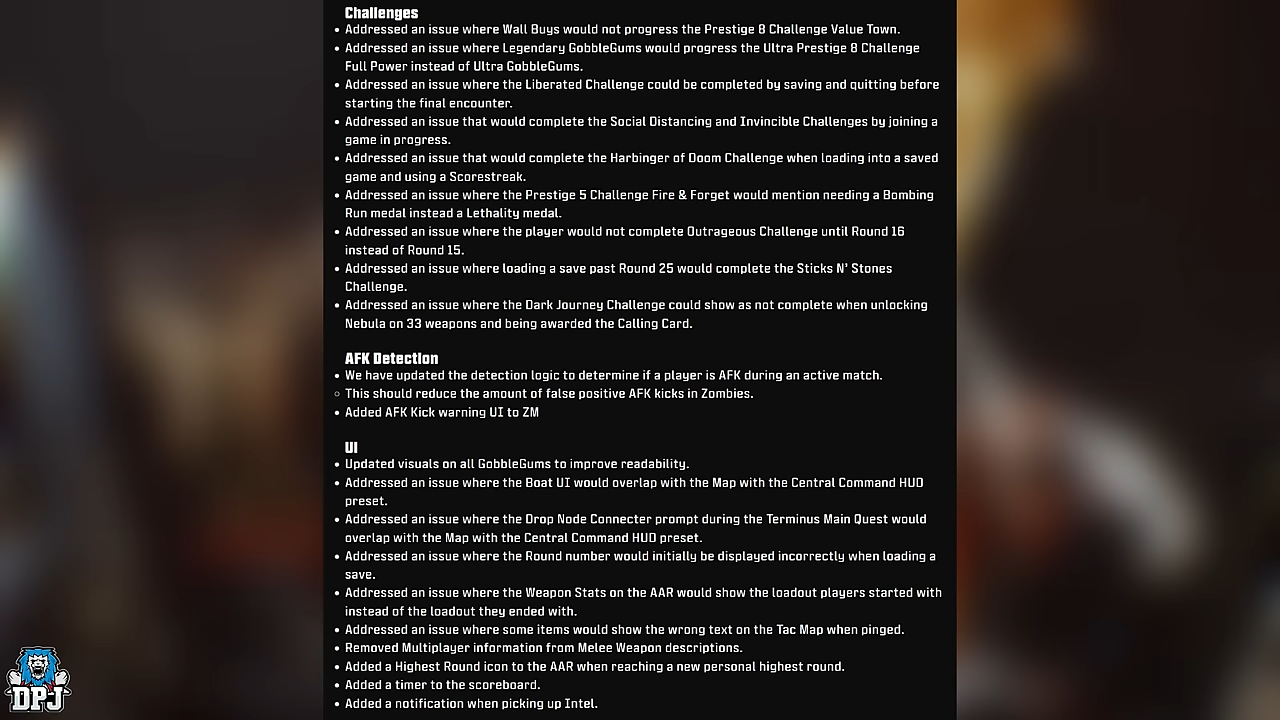 Challenges
• Addressed an issue where Wall Buys would not progress the Prestige 8 Challenge Value Town.
• Addressed an issue where Legendary GobbleGums would progress the Ultra Prestige 8 Challenge
Full Power instead of Ultra GobbleGums.
• Addressed an issue where the Liberated Challenge could be completed by saving and quitting before
starting the final encounter.
• Addressed an issue that would complete the Social Distancing and Invincible Challenges by joining a
game in progress.
• Addressed an issue that would complete the Harbinger of Doom Challenge when loading into a saved
game and using a Scorestreak.
• Addressed an issue where the Prestige 5 Challenge Fire & Forget would mention needing a Bombing
Run medal instead a Lethality medal.
• Addressed an issue where the player would not complete Outrageous Challenge until Round 16
instead of Round 15.
• Addressed an issue where loading a save past Round 25 would complete the Sticks N' Stones
Challenge.
• Addressed an issue where the Dark Journey Challenge could show as not complete when unlocking
Nebula on 33 weapons and being awarded the Calling Card.
AFK Detection
• We have updated the detection logic to determine if a player is AFK during an active match.
◦ This should reduce the amount of false positive AFK kicks in Zombies.
• Added AFK Kick warning UI to ZM
UI
• Updated visuals on all GobbleGums to improve readability.
• Addressed an issue where the Boat UI would overlap with the Map with the Central Command HUD
preset.
• Addressed an issue where the Drop Node Connecter prompt during the Terminus Main Quest would
overlap with the Map with the Central Command HUD preset.
• Addressed an issue where the Round number would initially be displayed incorrectly when loading a
save.
• Addressed an issue where the Weapon Stats on the AAR would show the loadout players started with
instead of the loadout they ended with.
• Addressed an issue where some items would show the wrong text on the Tac Map when pinged.
• Removed Multiplayer information from Melee Weapon descriptions.
• Added a Highest Round icon to the AAR when reaching a new personal highest round.
• Added a timer to the scoreboard.
• Added a notification when picking up Intel.
DPJ